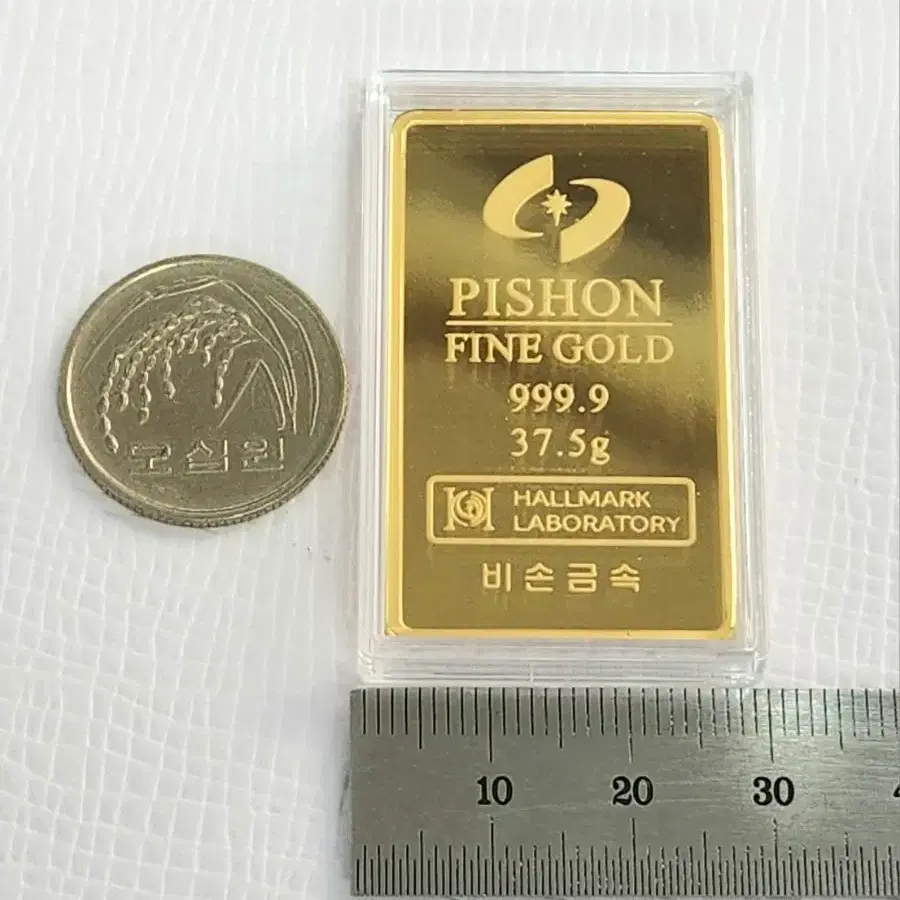 오십원
PISHON
FINE GOLD
999.9
37.5g
HALLMARK
LABORATORY
비손금속
10 20 30